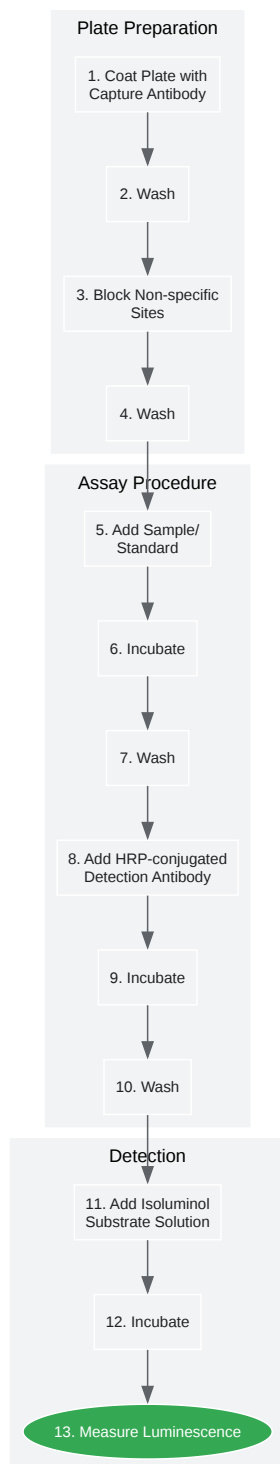 Plate Preparation
1. Coat Plate with
Capture Antibody
2. Wash
3. Block Non-specific
Sites
4. Wash
Assay Procedure
5. Add Sample/
Standard
6. Incubate
7. Wash
8. Add HRP-conjugated
Detection Antibody
9. Incubate
10. Wash
Detection
11. Add Isoluminol
Substrate Solution
12. Incubate
13. Measure Luminescence